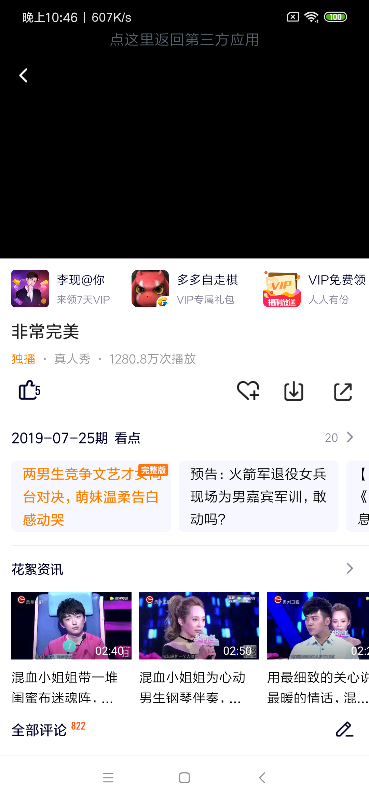 晚上10:46 | 607K/s
100
点这里返回第三方应用
李现@你
来领7天VIP
多多自走棋
VIP专属礼包
VIP免费领
人人有份
VIP
非常完美
独播 · 真人秀 · 1280.8万次播放
5
2019-07-25期 看点
20
完整版
两男生竞争文艺才女同
台对决，萌妹温柔告白
感动哭
预告：火箭军退役女兵
现场为男嘉宾军训，敢
动吗？
【
《
息
花絮资讯
02:40
02:50
02:2
混血小姐姐带一堆
闺蜜布迷魂阵，...
混血小姐姐为心动
男生钢琴伴奏，...
用最细致的关心说
最暖的情话，混...
全部评论 822